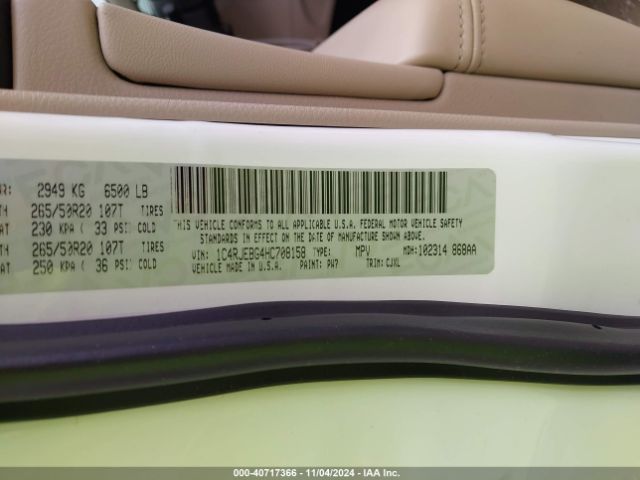 2949 KG 6500 LB
265/50R20 107T TIRES
230 KPA ( 33 PSI) COLD
265/50R20 107T TIRES
250 KPA ( 36 PSI) COLD
THIS VEHICLE CONFORMS TO ALL APPLICABLE U.S.A. FEDERAL MOTOR VEHICLE SAFETY
STANDARDS IN EFFECT ON THE DATE OF MANUFACTURE SHOWN ABOVE.
VIN: 1C4RJEBG4HC708158 TYPE: MPV MDH: 102314 868AA
VEHICLE MADE IN U.S.A. PAINT: PW7 TRIM: CJXL
000-40717366 - 11/04/2024 - IAA Inc.